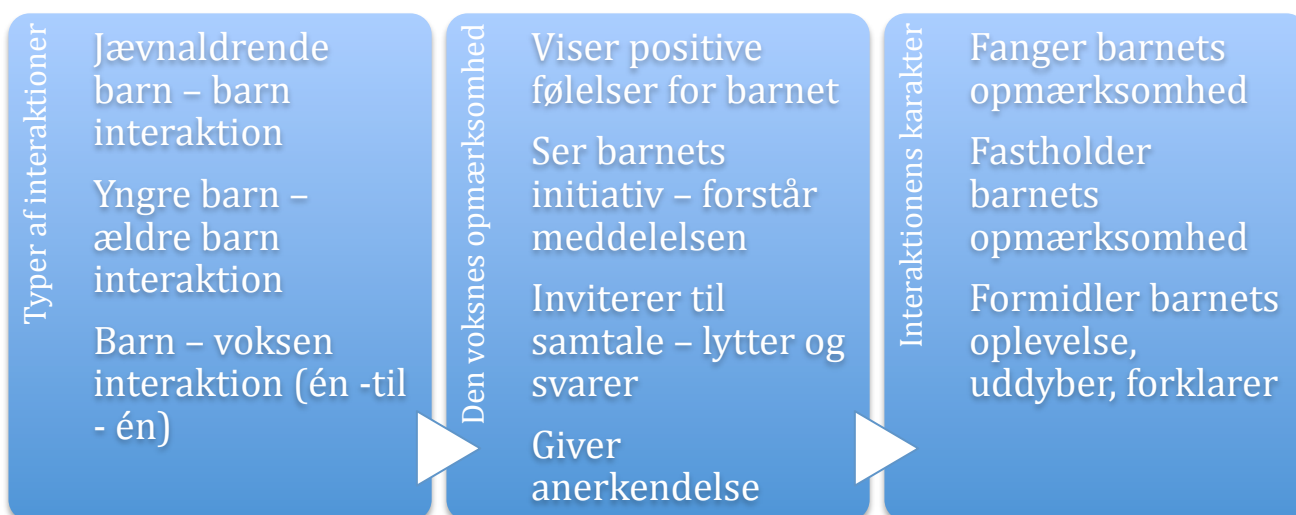 Typer af interaktioner
Jævnaldrende
barn – barn
interaktion
Yngre barn –
ældre barn
interaktion
Barn – voksen
interaktion (én -til
- én)
Den voksnes opmærksomhed
Viser positive
følelser for barnet
Ser barnets
initiativ – forstår
meddelelsen
Inviterer til
samtale – lytter og
svarer
Giver
anerkendelse
Interaktionens karakter
Fanger barnets
opmærksomhed
Fastholder
barnets
opmærksomhed
Formidler barnets
oplevelse,
uddyber, forklarer